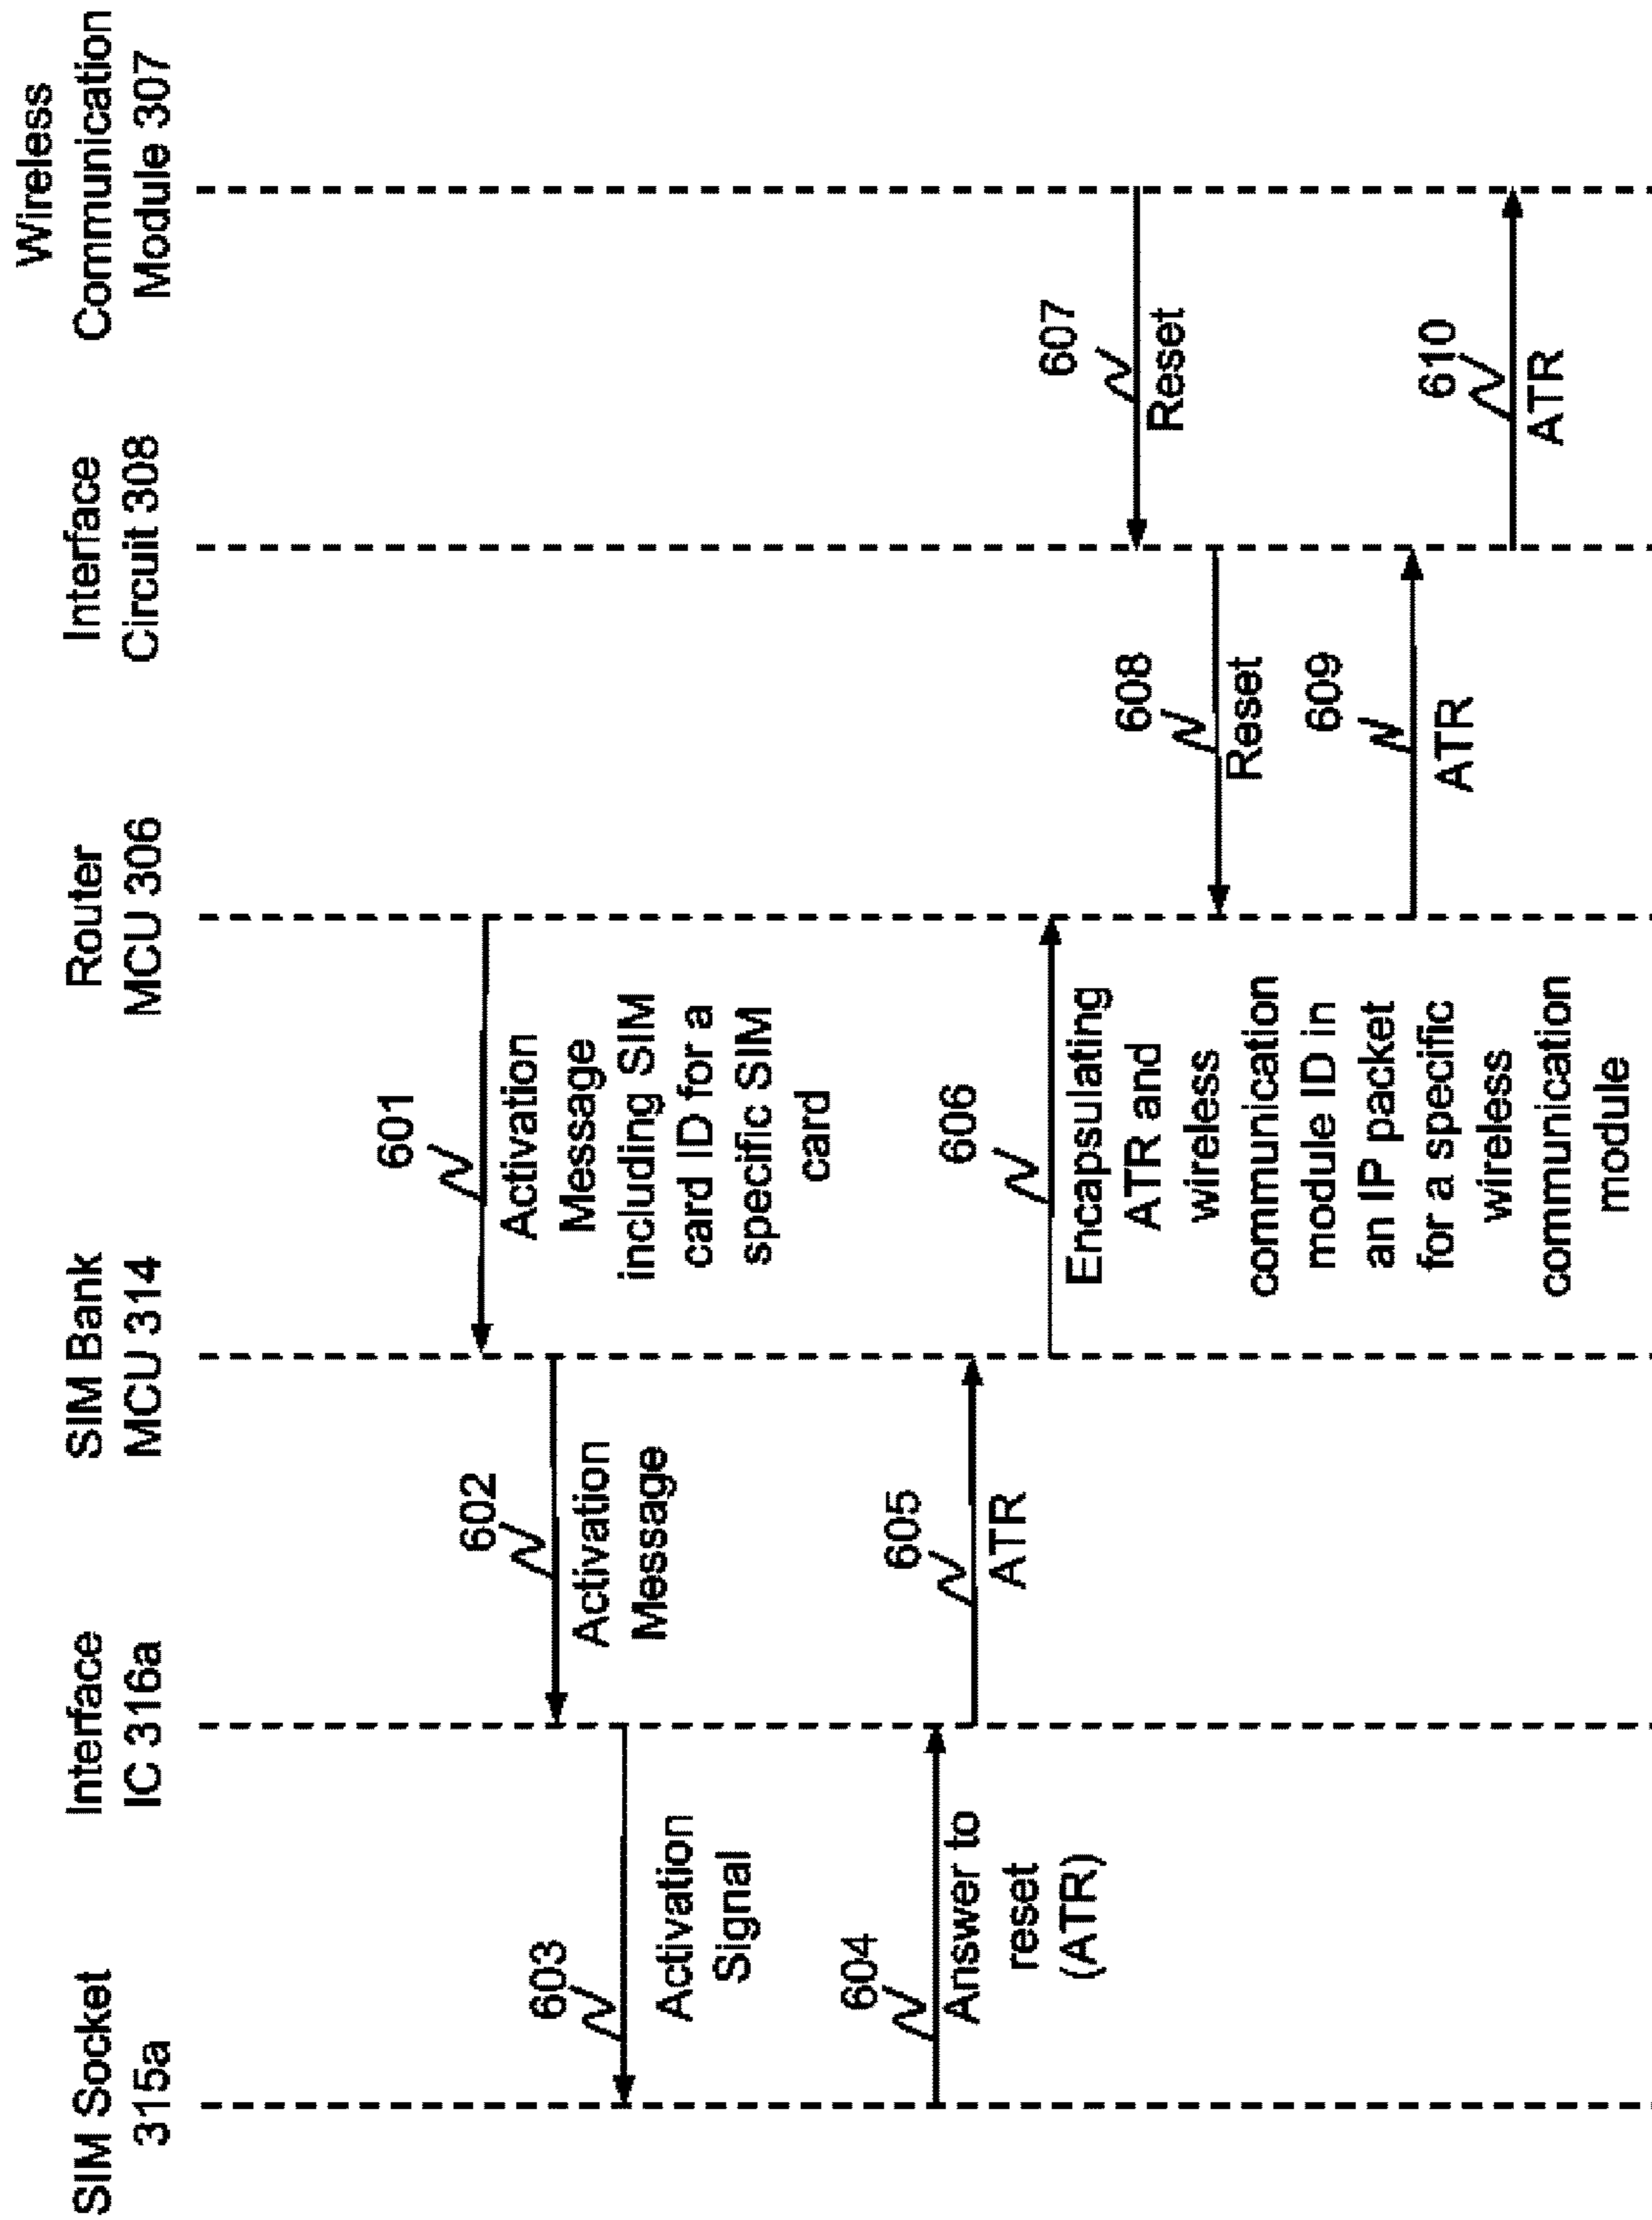 SIM Socket
315a
Interface
IC 316a
SIM Bank
MCU 314
Router
MCU 306
Interface
Circuit 308
Wireless
Communication
Module 307
601
Activation
Message
including SIM
card ID for a
specific SIM
card
602
Activation
Message
603
Activation
Signal
604
Answer to
reset
(ATR)
605
ATR
606
Encapsulating
ATR and
wireless
communication
module ID in
an IP packet
for a specific
wireless
communication
module
607
Reset
608
Reset
609
ATR
610
ATR